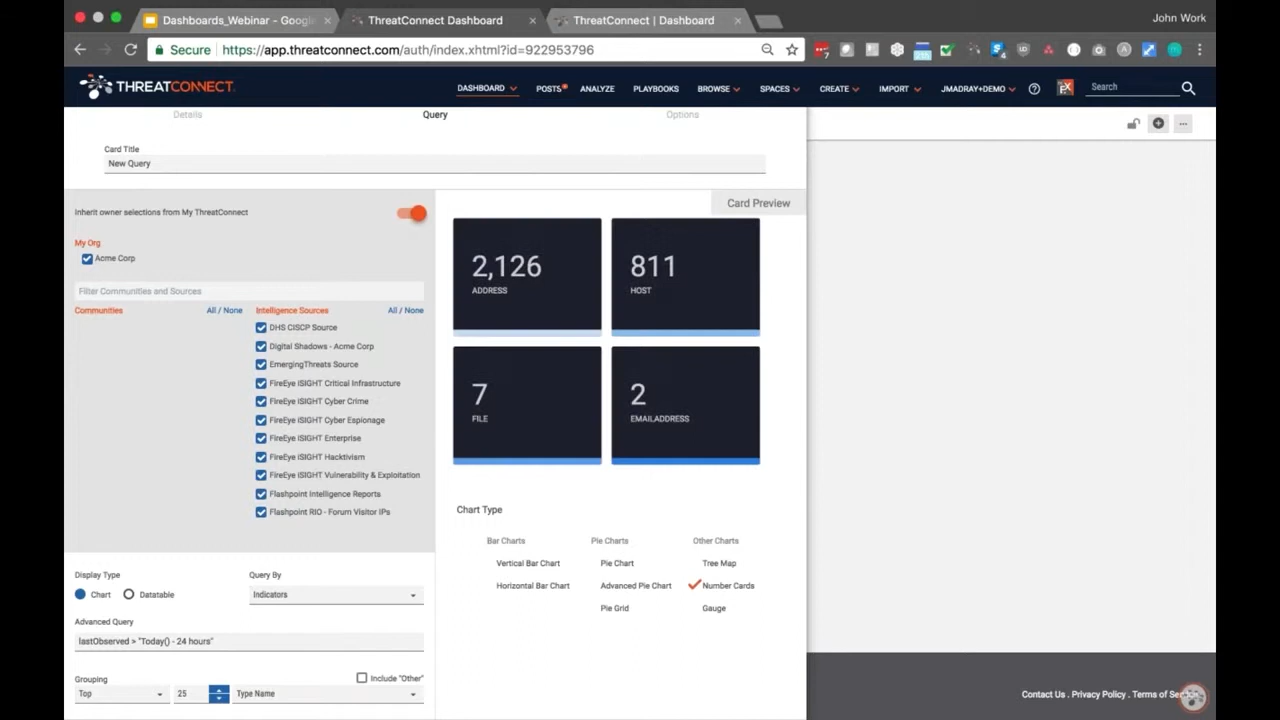 Dashboards_Webinar - Google
ThreatConnect Dashboard
ThreatConnect | Dashboard
John Work
Secure
https://app.threatconnect.com/auth/index.xhtml?id=922953796
THREATCONNECT
DASHBOARD
POSTS
ANALYZE
PLAYBOOKS
BROWSE
SPACES
CREATE
IMPORT
JMADRAY+DEMO
Search
Details
Query
Options
Card Title
New Query
Inherit owner selections from My ThreatConnect
My Org
Acme Corp
Filter Communities and Sources
Communities
All / None
Intelligence Sources
All / None
DHS CISCP Source
Digital Shadows - Acme Corp
EmergingThreats Source
FireEye iSIGHT Critical Infrastructure
FireEye iSIGHT Cyber Crime
FireEye iSIGHT Cyber Espionage
FireEye iSIGHT Enterprise
FireEye iSIGHT Hacktivism
FireEye iSIGHT Vulnerability & Exploitation
Flashpoint Intelligence Reports
Flashpoint RIO - Forum Visitor IPs
Display Type
Chart
Datatable
Query By
Indicators
Advanced Query
lastObserved > "Today() - 24 hours"
Grouping
Include "Other"
Top
25
Type Name
Card Preview
2,126
ADDRESS
811
HOST
7
FILE
2
EMAILADDRESS
Chart Type
Bar Charts
Pie Charts
Other Charts
Vertical Bar Chart
Pie Chart
Tree Map
Horizontal Bar Chart
Advanced Pie Chart
Number Cards
Pie Grid
Gauge
Contact Us . Privacy Policy . Terms of